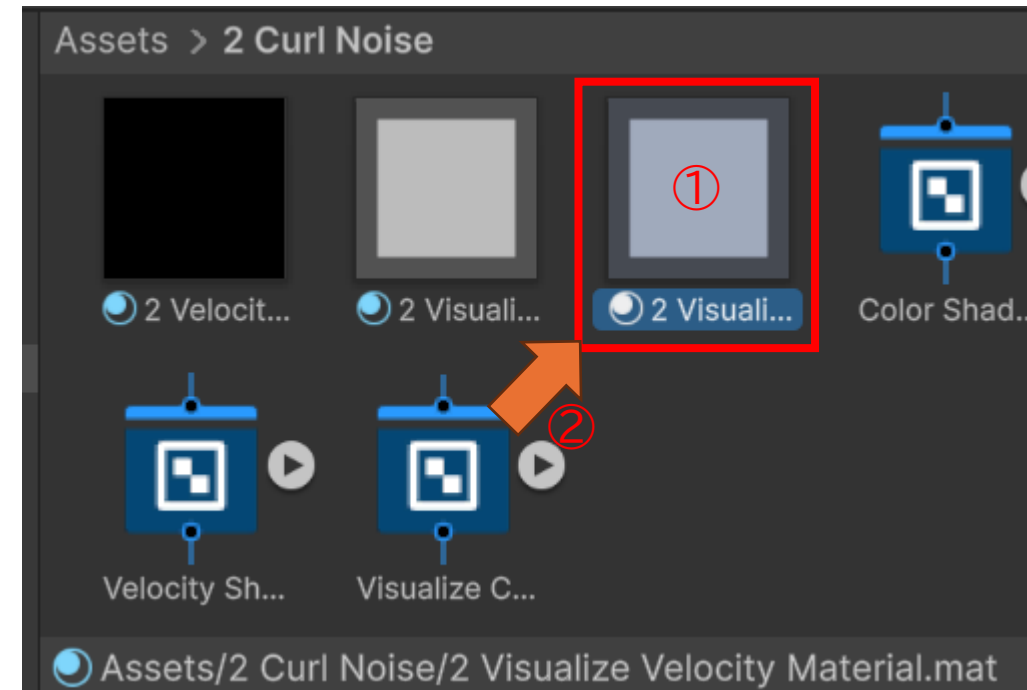 Assets > 2 Curl Noise
①
2 Velocit...
2 Visuali...
2 Visuali...
Color Shad..
②
Velocity Sh...
Visualize C...
Assets/2 Curl Noise/2 Visualize Velocity Material.mat